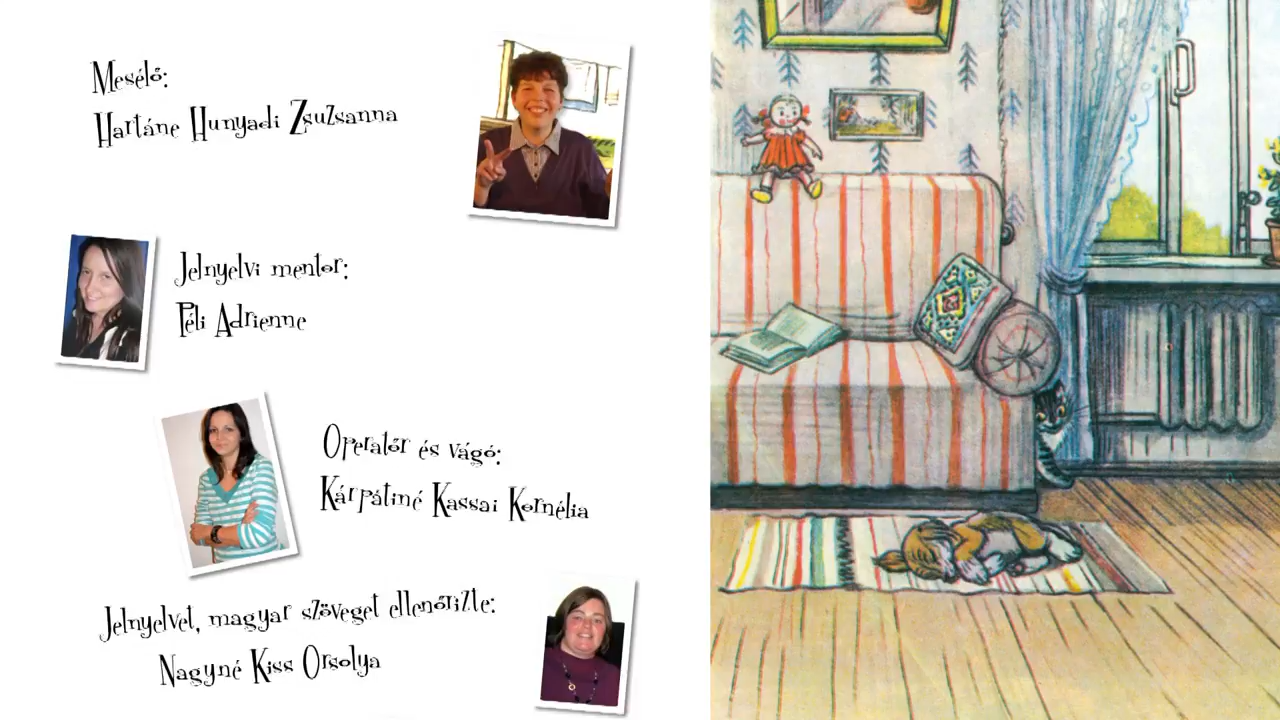 Mesélő:
Hartáne Hunyadi Zsuzsanna
Jelnyelvi mentor:
Péli Adrienne
Operatőr és vágó:
Kárpátiné Kassai Kornélia
Jelnyelvet, magyar szöveget ellenőrizte:
Nagyné Kiss Orsolya